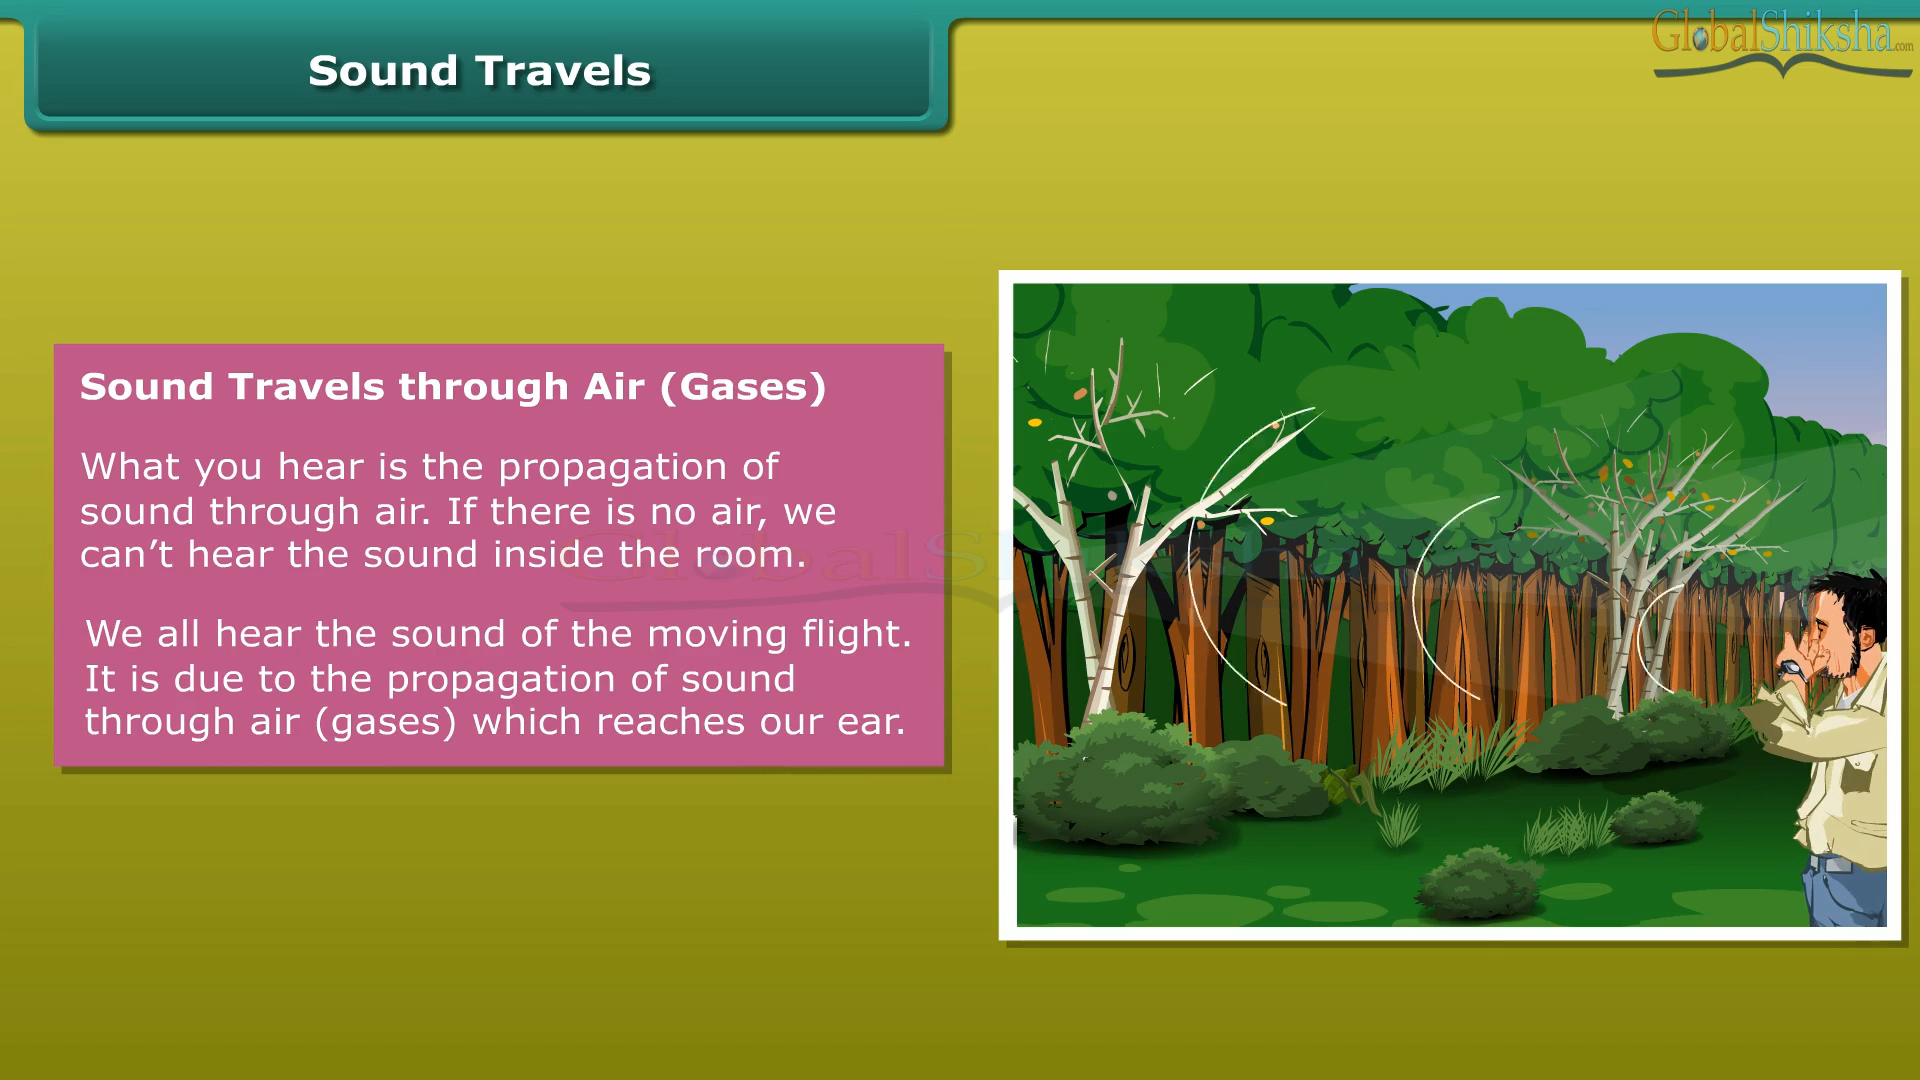 Sound Travels
GlobalShiksha.com
Sound Travels through Air (Gases)
What you hear is the propagation of
sound through air. If there is no air, we
can’t hear the sound inside the room.
We all hear the sound of the moving flight.
It is due to the propagation of sound
through air (gases) which reaches our ear.